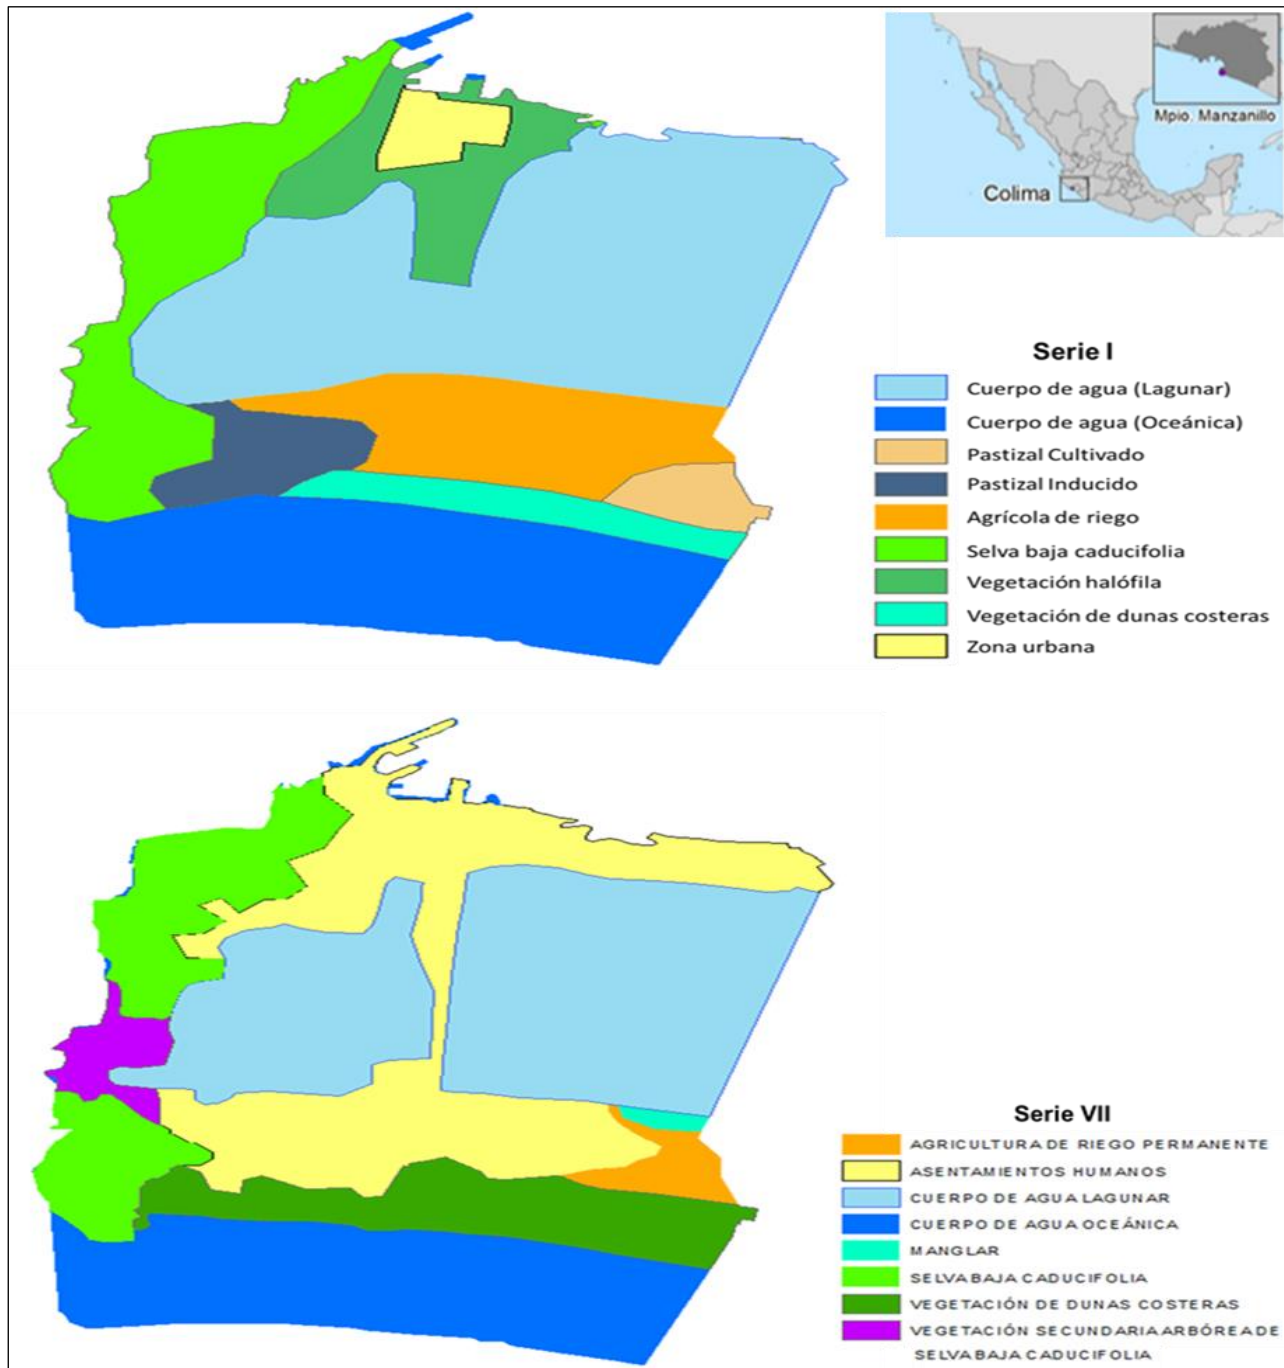 Mpio. Manzanillo
Colima
Serie I
Cuerpo de agua (Lagunar)
Cuerpo de agua (Oceánica)
Pastizal Cultivado
Pastizal Inducido
Agrícola de riego
Selva baja caducifolia
Vegetación halófila
Vegetación de dunas costeras
Zona urbana
Serie VII
AGRICULTURA DE RIEGO PERMANENTE
ASENTAMIENTOS HUMANOS
CUERPO DE AGUA LAGUNAR
CUERPO DE AGUA OCEÁNICA
MANGLAR
SELVA BAJA CADUCIFOLIA
VEGETACIÓN DE DUNAS COSTERAS
VEGETACIÓN SECUNDARIA ARBÓREA DE
SELVA BAJA CADUCIFOLIA